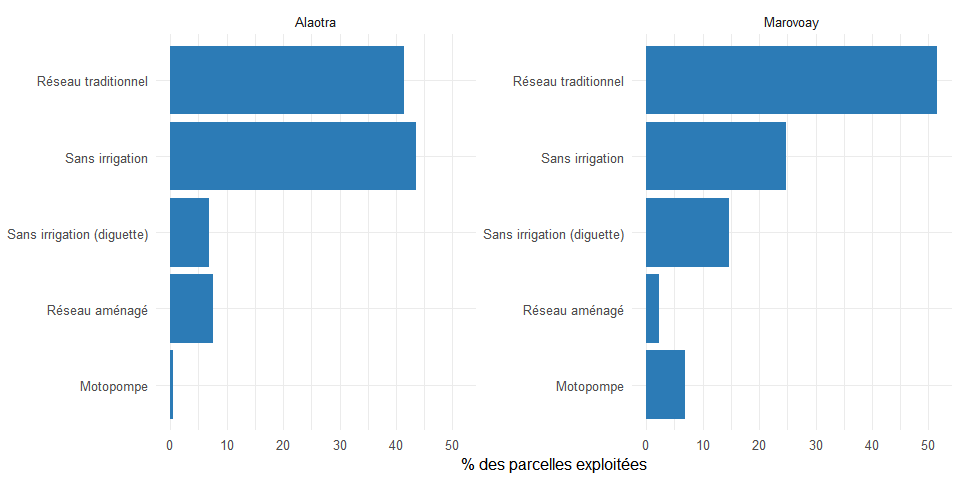 Alaotra
Marovoay
Réseau traditionnel
Sans irrigation
Sans irrigation (diguette)
Réseau aménagé
Motopompe
0 10 20 30 40 50
Réseau traditionnel
Sans irrigation
Sans irrigation (diguette)
Réseau aménagé
Motopompe
0 10 20 30 40 50
% des parcelles exploitées